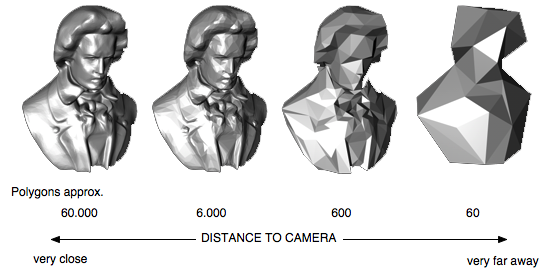 Polygons approx.
60.000 6.000 600 60
DISTANCE TO CAMERA
very close very far away